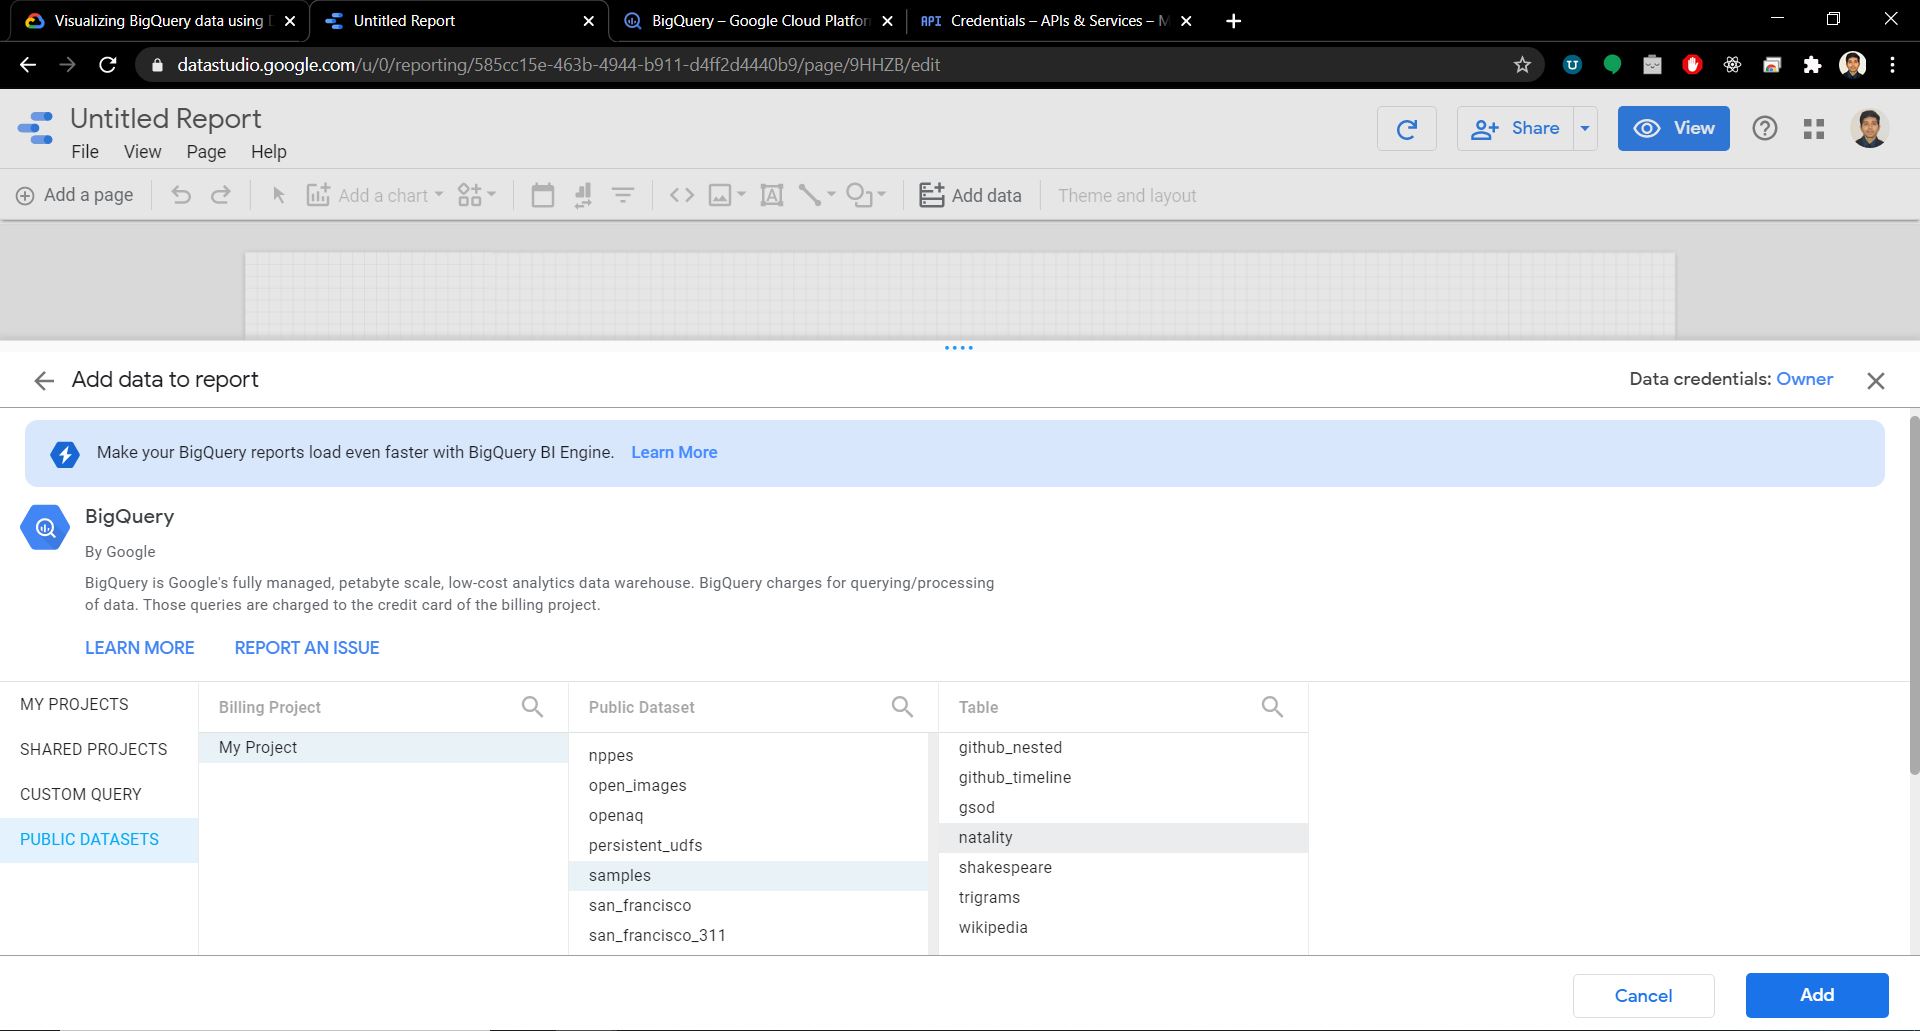 Visualizing BigQuery data using
Untitled Report
BigQuery – Google Cloud Platfor
API Credentials – APIs & Services –
datastudio.google.com/u/0/reporting/585cc15e-463b-4944-b911-d4ff2d4440b9/page/9HHZB/edit
Untitled Report
File View Page Help
Share
View
Add a page
Add a chart
Add data
Theme and layout
Add data to report
Data credentials: Owner
Make your BigQuery reports load even faster with BigQuery BI Engine. Learn More
BigQuery
By Google
BigQuery is Google's fully managed, petabyte scale, low-cost analytics data warehouse. BigQuery charges for querying/processing
of data. Those queries are charged to the credit card of the billing project.
LEARN MORE REPORT AN ISSUE
MY PROJECTS
SHARED PROJECTS
CUSTOM QUERY
PUBLIC DATASETS
Billing Project
My Project
Public Dataset
nppes
open_images
openaq
persistent_udfs
samples
san_francisco
san_francisco_311
Table
github_nested
github_timeline
gsod
natality
shakespeare
trigrams
wikipedia
Cancel
Add